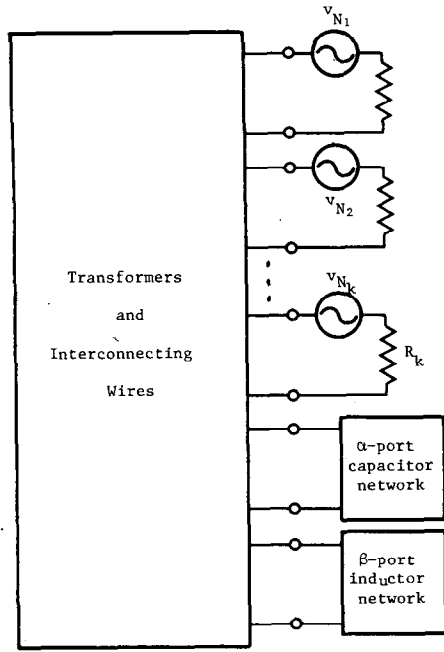 v_N1
v_N2
v_Nk
R_k
Transformers
and
Interconnecting
Wires
α-port
capacitor
network
β-port
inductor
network